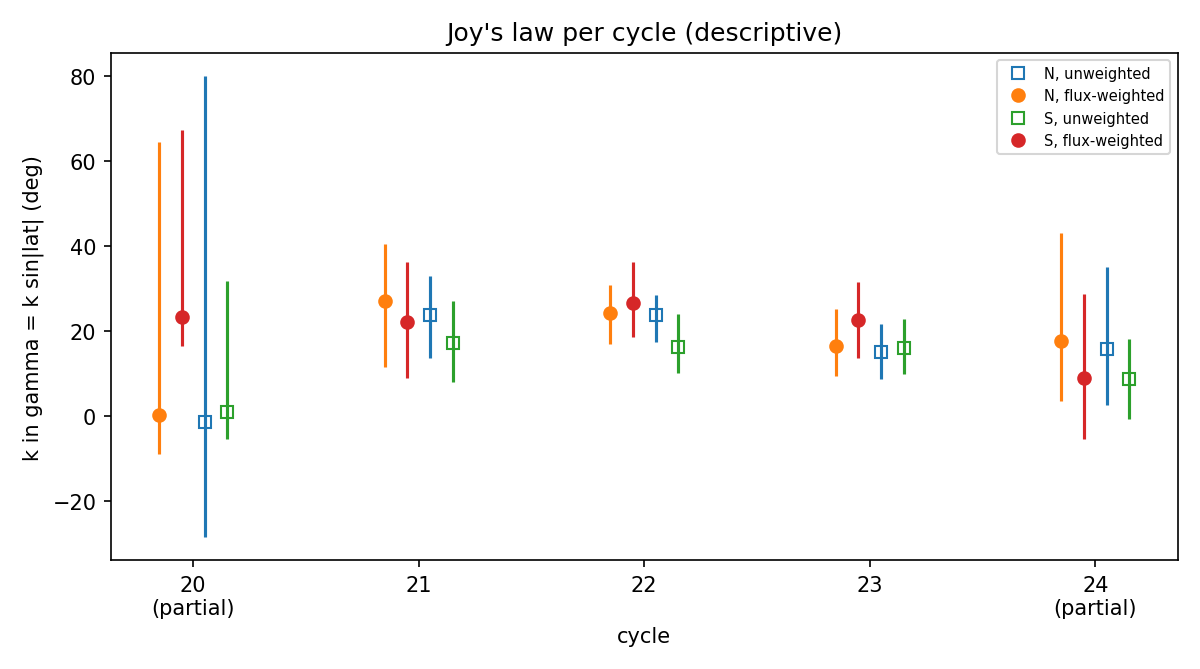 Joy's law per cycle (descriptive)
N, unweighted
N, flux-weighted
S, unweighted
S, flux-weighted
k in gamma = k sin|lat| (deg)
80
60
40
20
0
−20
20
(partial)
21
22
23
24
(partial)
cycle